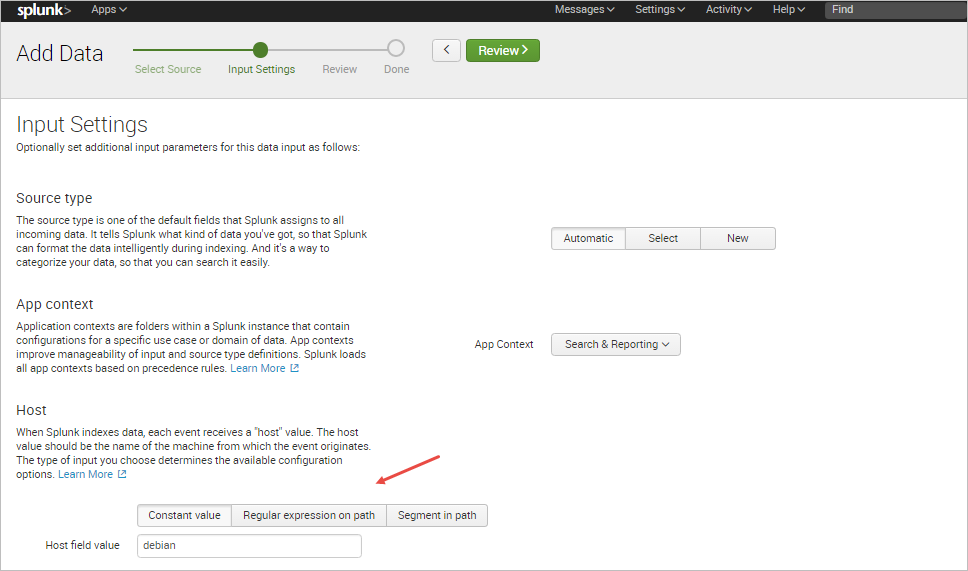 splunk> Apps Messages Settings Activity Help Find
Add Data
Select Source Input Settings Review Done
< Review >
Input Settings
Optionally set additional input parameters for this data input as follows:
Source type
The source type is one of the default fields that Splunk assigns to all
incoming data. It tells Splunk what kind of data you've got, so that Splunk
can format the data intelligently during indexing. And it's a way to
categorize your data, so that you can search it easily.
Automatic Select New
App context
Application contexts are folders within a Splunk instance that contain
configurations for a specific use case or domain of data. App contexts
improve manageability of input and source type definitions. Splunk loads
all app contexts based on precedence rules. Learn More
App Context Search & Reporting
Host
When Splunk indexes data, each event receives a "host" value. The host
value should be the name of the machine from which the event originates.
The type of input you choose determines the available configuration
options. Learn More
Constant value Regular expression on path Segment in path
Host field value debian